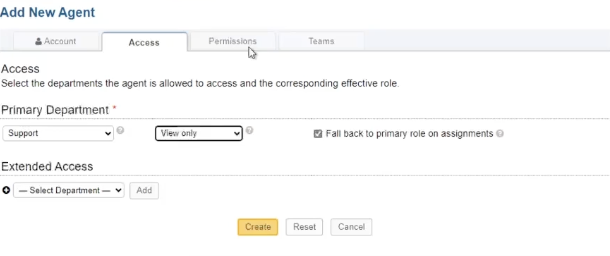 Add New Agent
Account Access Permissions Teams
Access
Select the departments the agent is allowed to access and the corresponding effective role.
Primary Department *
Support View only Fall back to primary role on assignments
Extended Access
— Select Department — Add
Create Reset Cancel